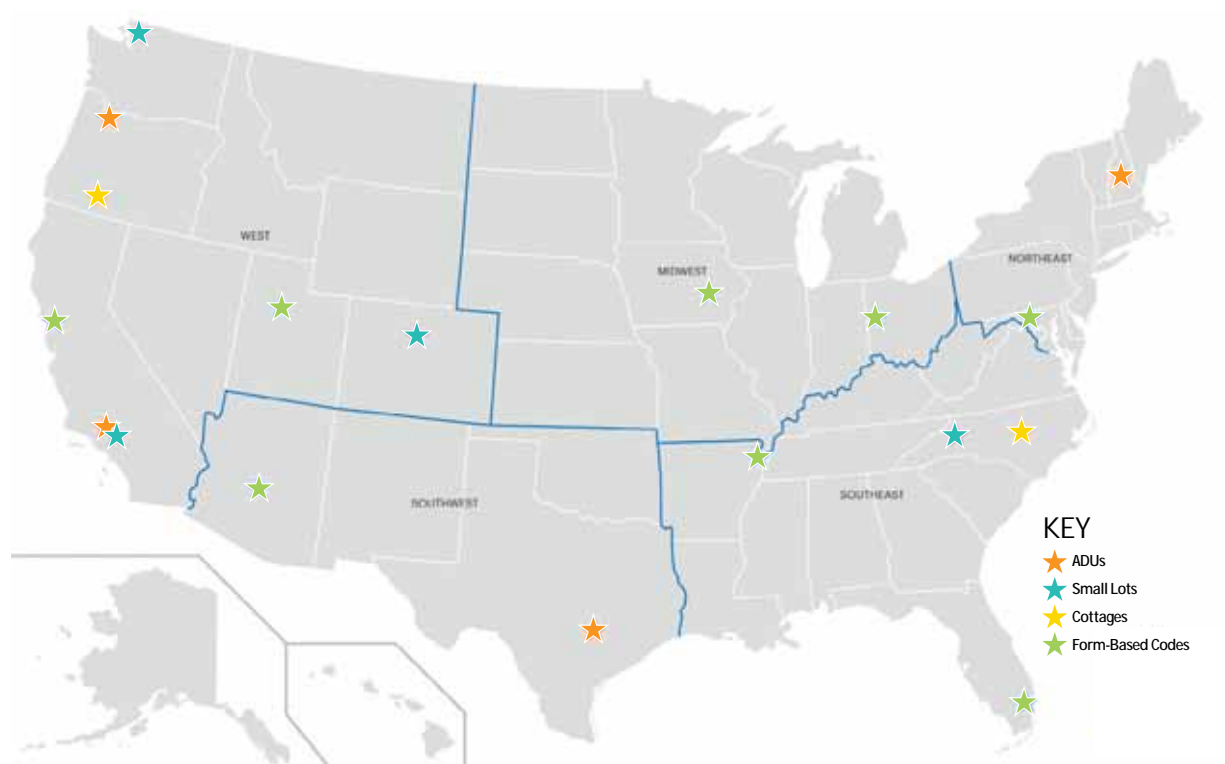 WEST
MIDWEST
NORTHEAST
SOUTHWEST
SOUTHEAST
KEY
ADUs
Small Lots
Cottages
Form-Based Codes